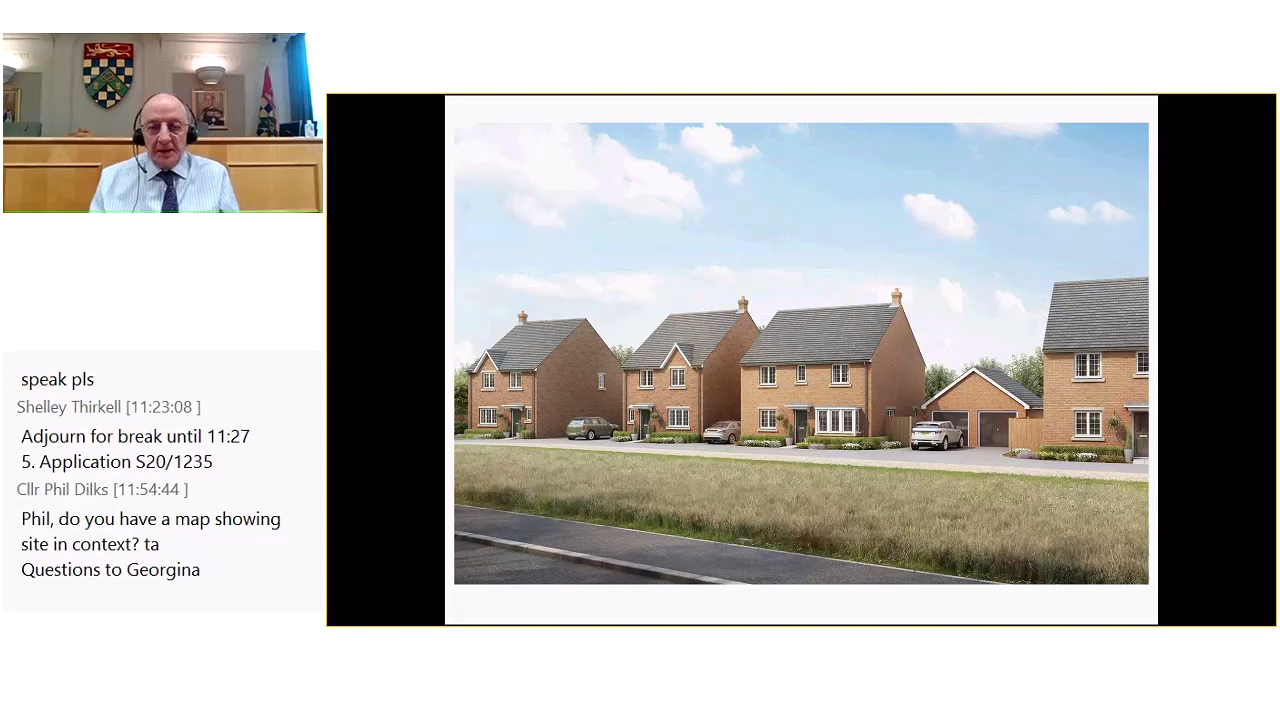 speak pls
Shelley Thirkell [11:23:08 ]
Adjourn for break until 11:27
5. Application S20/1235
Cllr Phil Dilks [11:54:44 ]
Phil, do you have a map showing
site in context? ta
Questions to Georgina